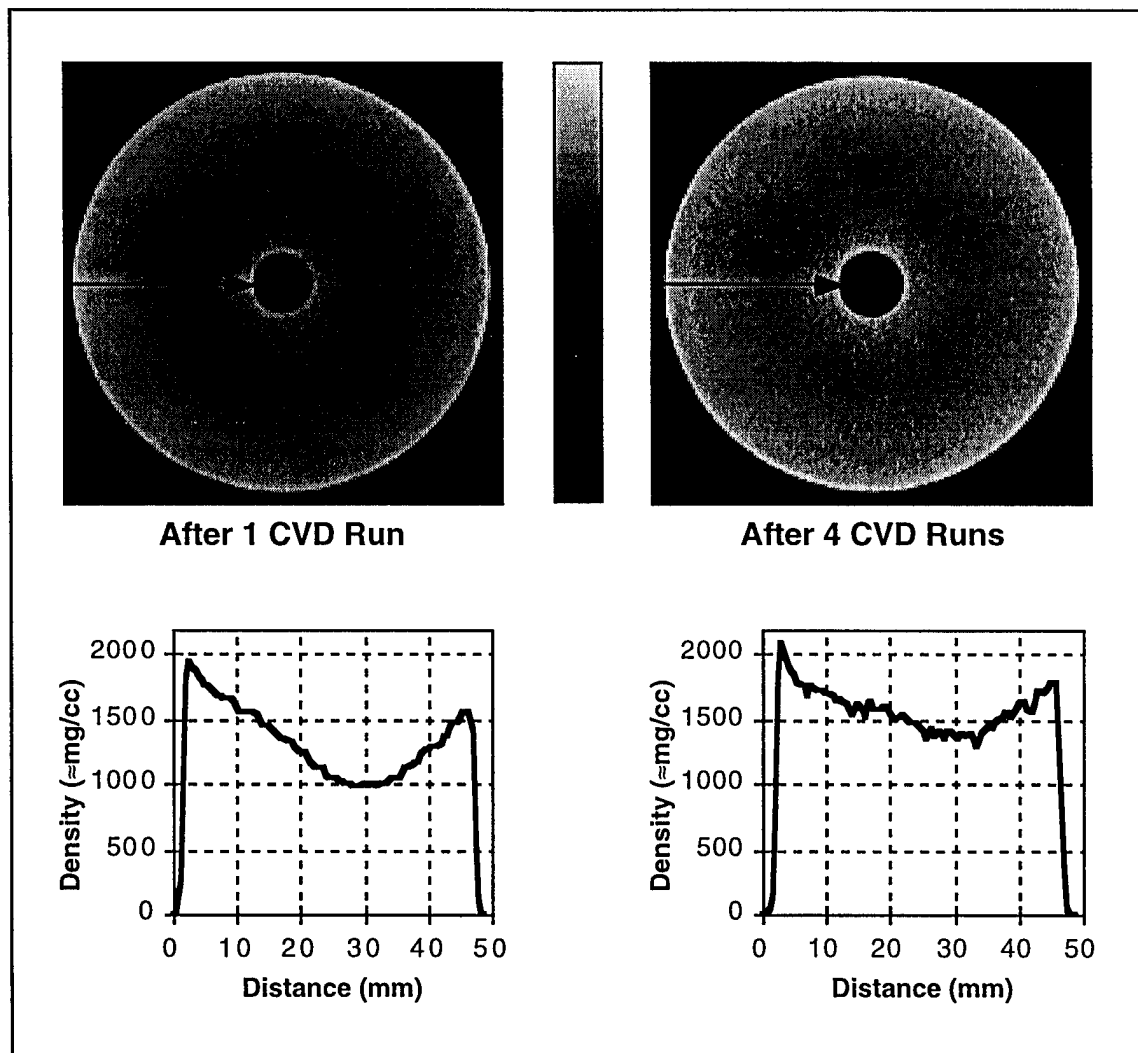 After 1 CVD Run
After 4 CVD Runs
2000
1500
1000
500
0
Density (≈mg/cc)
0 10 20 30 40 50
Distance (mm)
2000
1500
1000
500
0
Density (≈mg/cc)
0 10 20 30 40 50
Distance (mm)